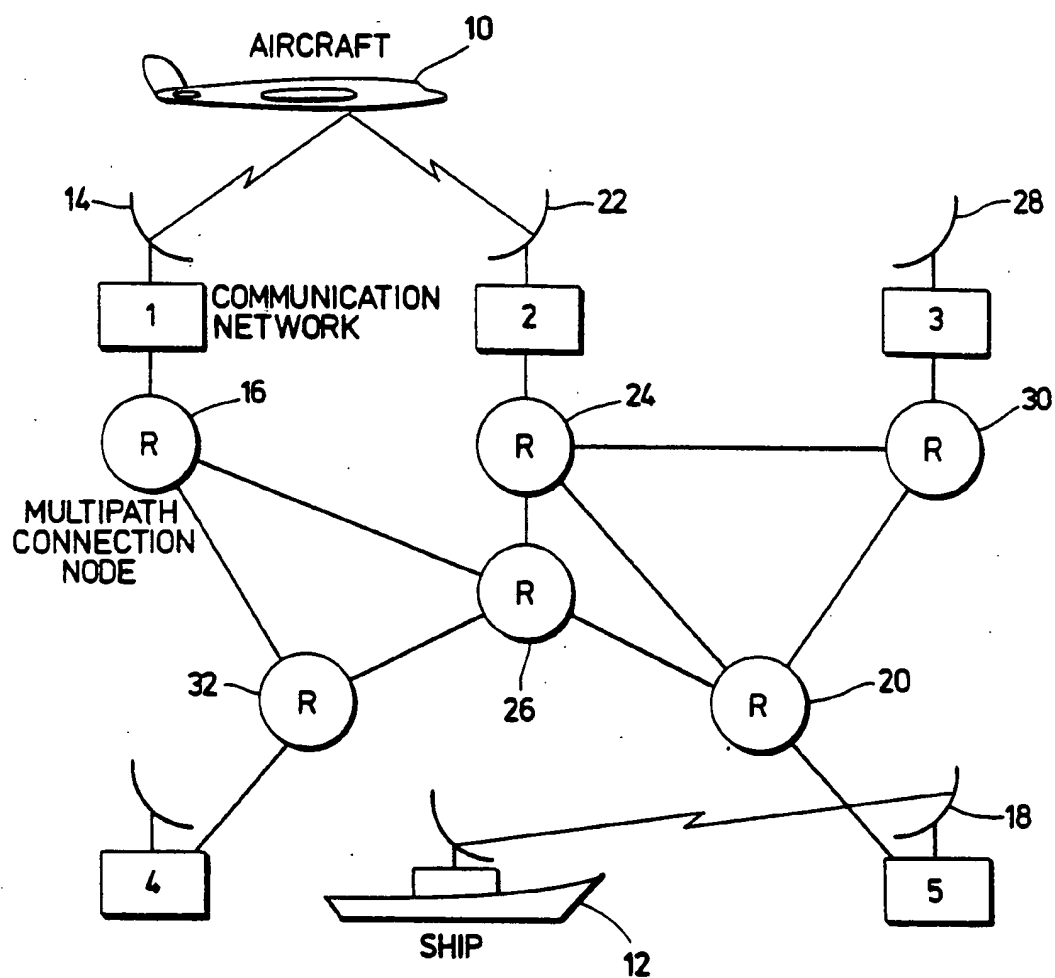 AIRCRAFT
10
14
22
28
1
COMMUNICATION
NETWORK
2
3
16
24
30
R
R
R
MULTIPATH
CONNECTION
NODE
R
32
R
26
R
20
18
4
5
SHIP
12